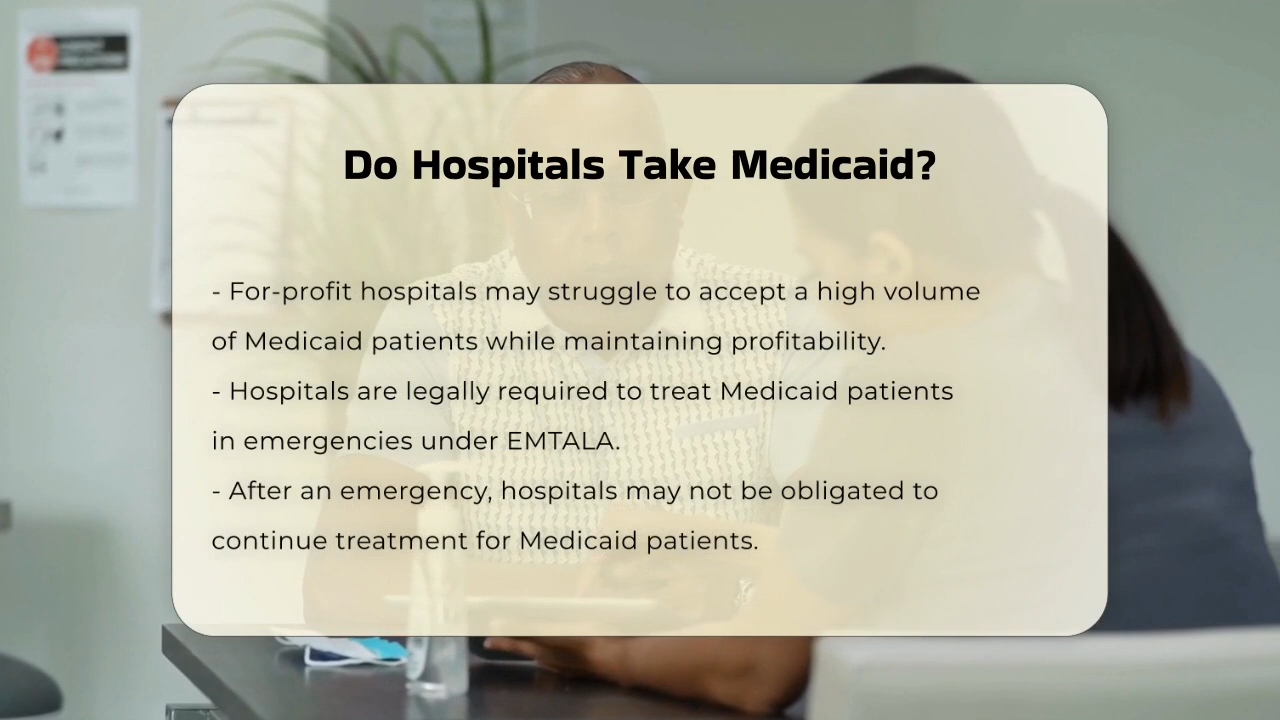 Do Hospitals Take Medicaid?
- For-profit hospitals may struggle to accept a high volume
of Medicaid patients while maintaining profitability.
- Hospitals are legally required to treat Medicaid patients
in emergencies under EMTALA.
- After an emergency, hospitals may not be obligated to
continue treatment for Medicaid patients.